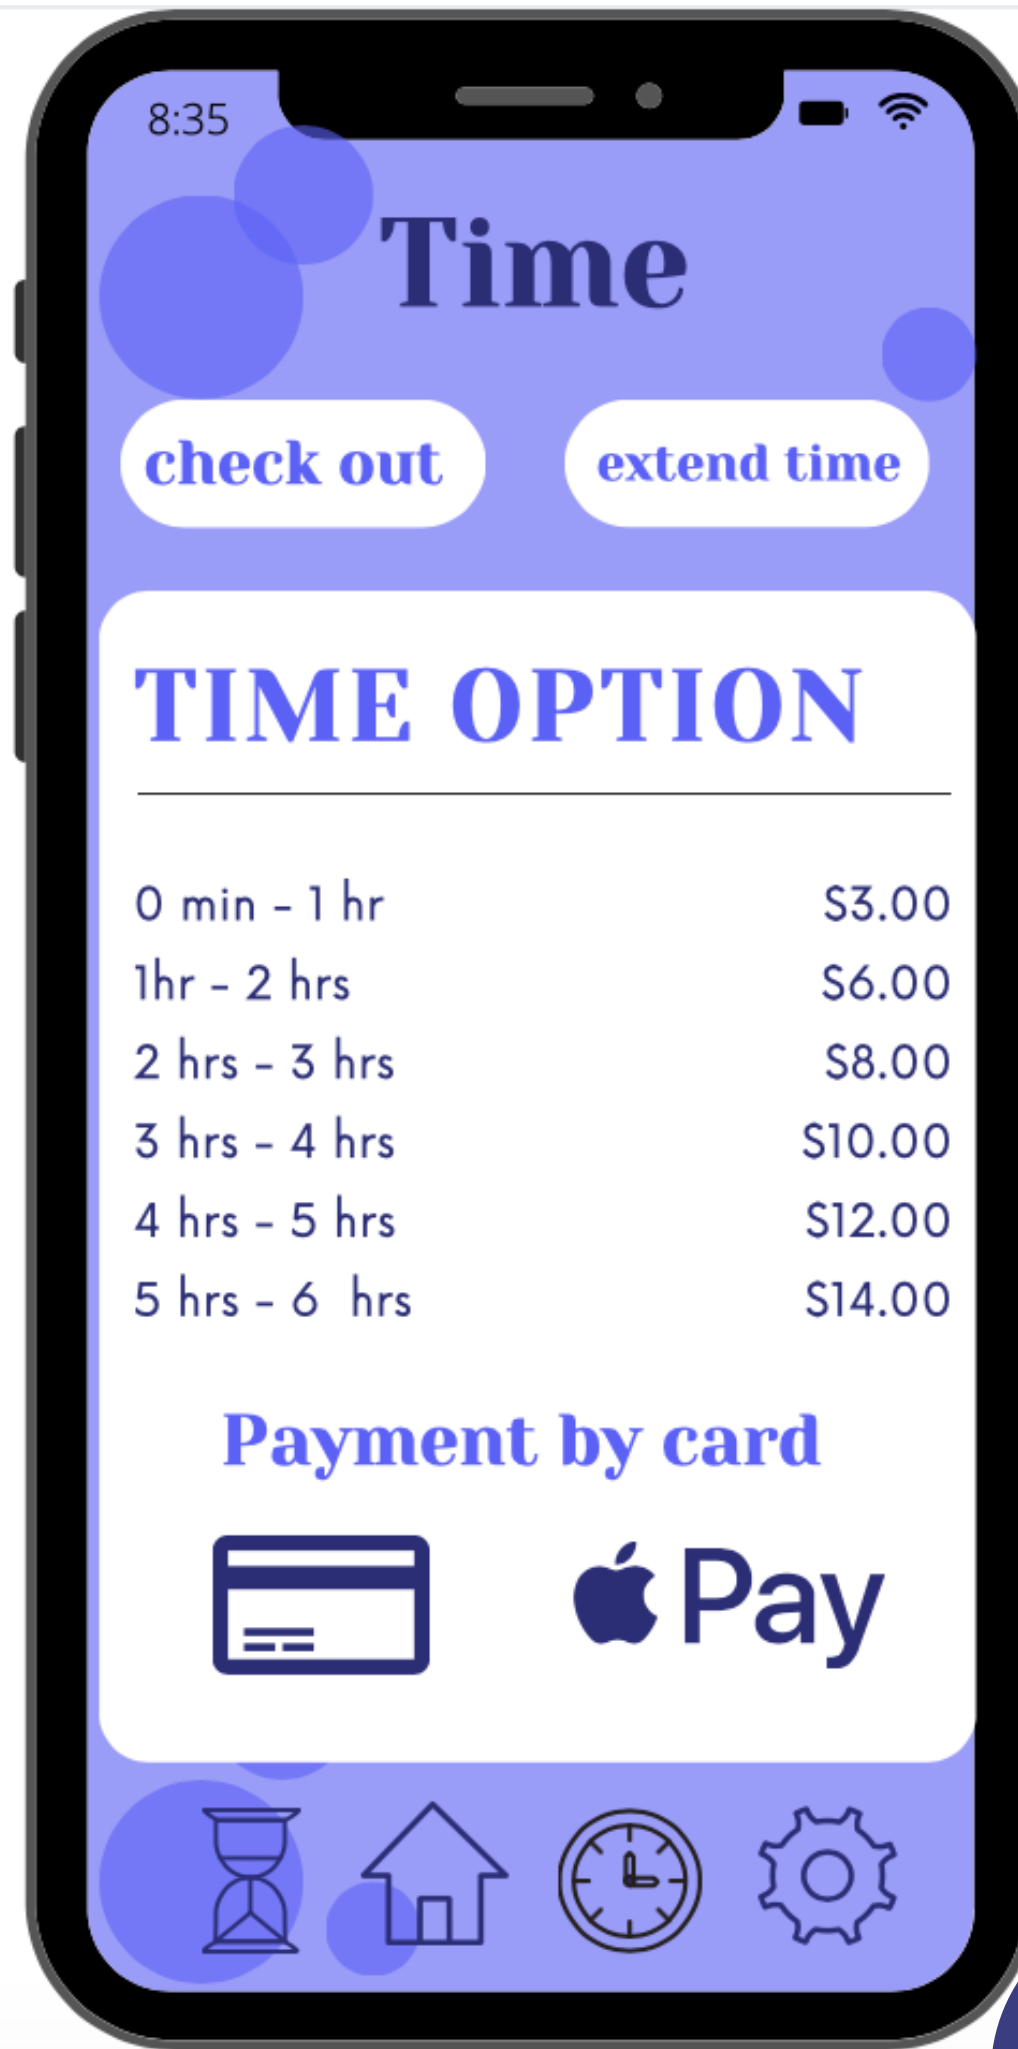 8:35
Time
check out
extend time
TIME OPTION
0 min - 1 hr $3.00
1hr - 2 hrs $6.00
2 hrs - 3 hrs $8.00
3 hrs - 4 hrs $10.00
4 hrs - 5 hrs $12.00
5 hrs - 6 hrs $14.00
Payment by card
Pay